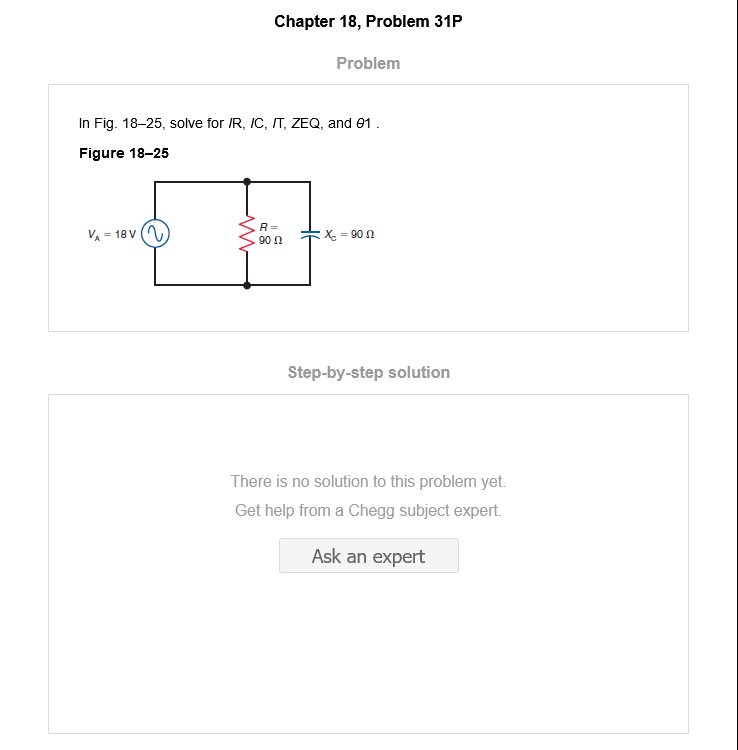 Chapter 18, Problem 31P
Problem
In Fig. 18–25, solve for IR, IC, IT, ZEQ, and θ1 .
Figure 18–25
V_A = 18 V
R =
90 Ω
X_C = 90 Ω
Step-by-step solution
There is no solution to this problem yet.
Get help from a Chegg subject expert.
Ask an expert